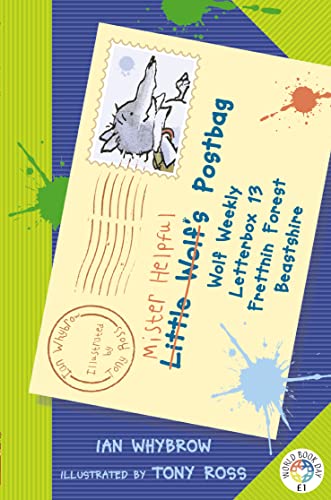 Mister Helpful
Little Wolf's Postbag
Wolf Weekly
Letterbox 13
Frettnin Forest
Beastshire
Ian Whybrow
Illustrated
by
Tony Ross
IAN WHYBROW
ILLUSTRATED BY TONY ROSS
WORLD BOOK DAY
£1